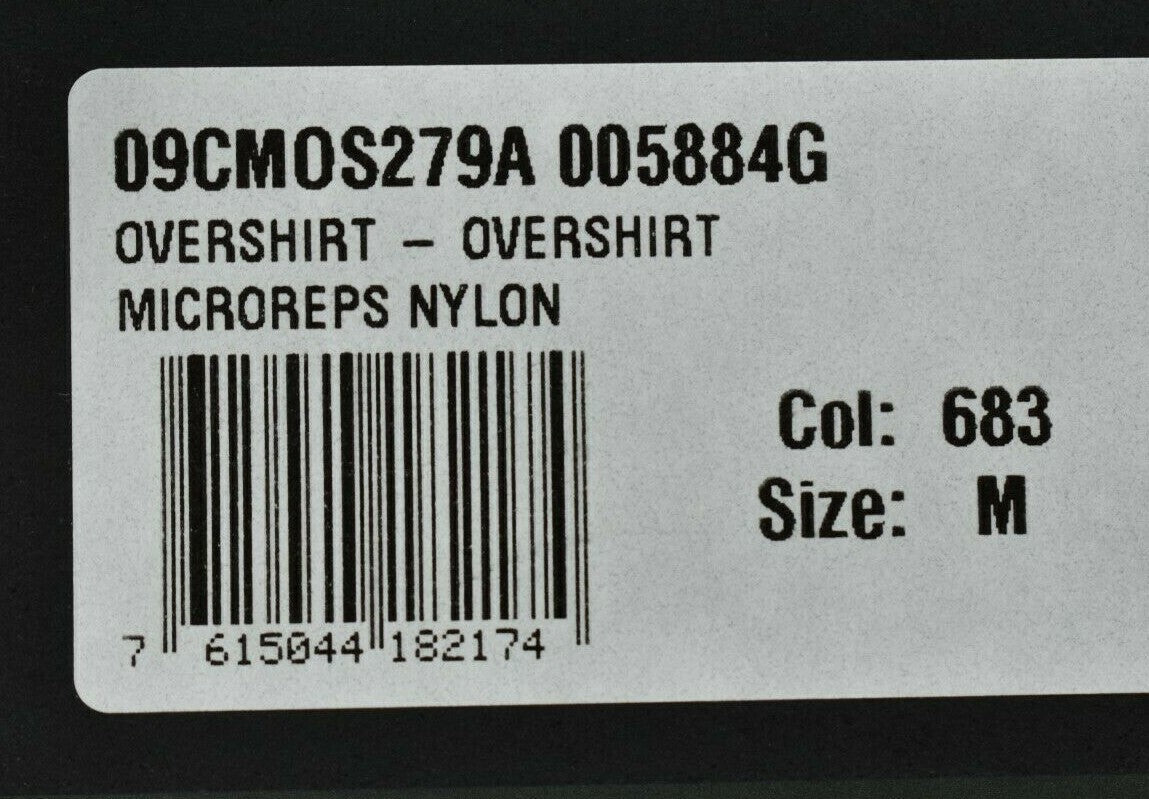 09CMOS279A 005884G
OVERSHIRT - OVERSHIRT
MICROREPS NYLON
Col: 683
Size: M
7 615044 182174